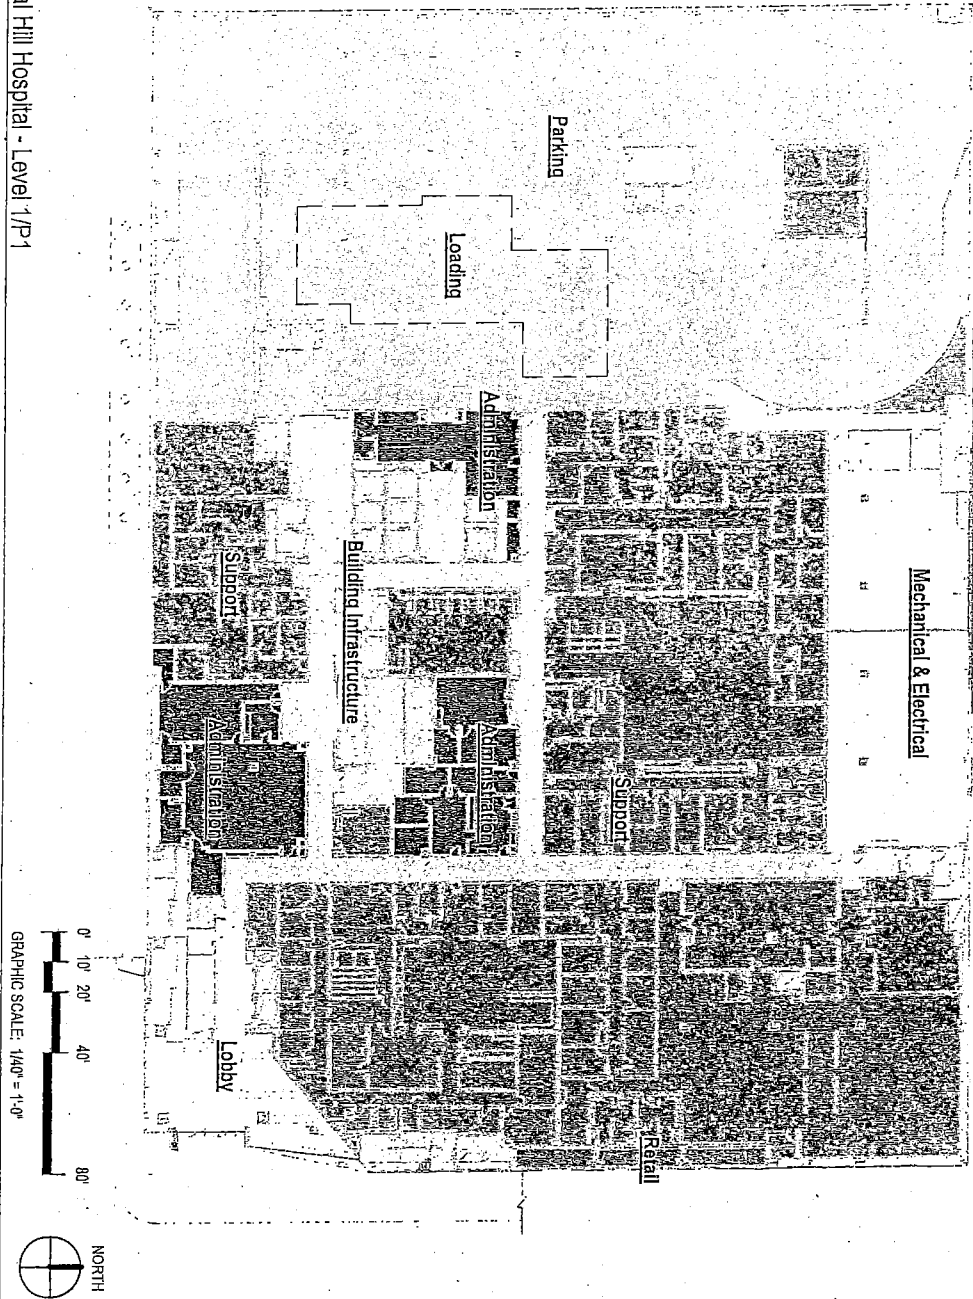 Parking
Loading
Mechanical & Electrical
Administration
Building Infrastructure
Support
Administration
Administration
Support
Lobby
Retail
Hill Hospital - Level 1/P1
0'
10'
20'
40'
80'
GRAPHIC SCALE: 1/40" = 1'-0"
NORTH